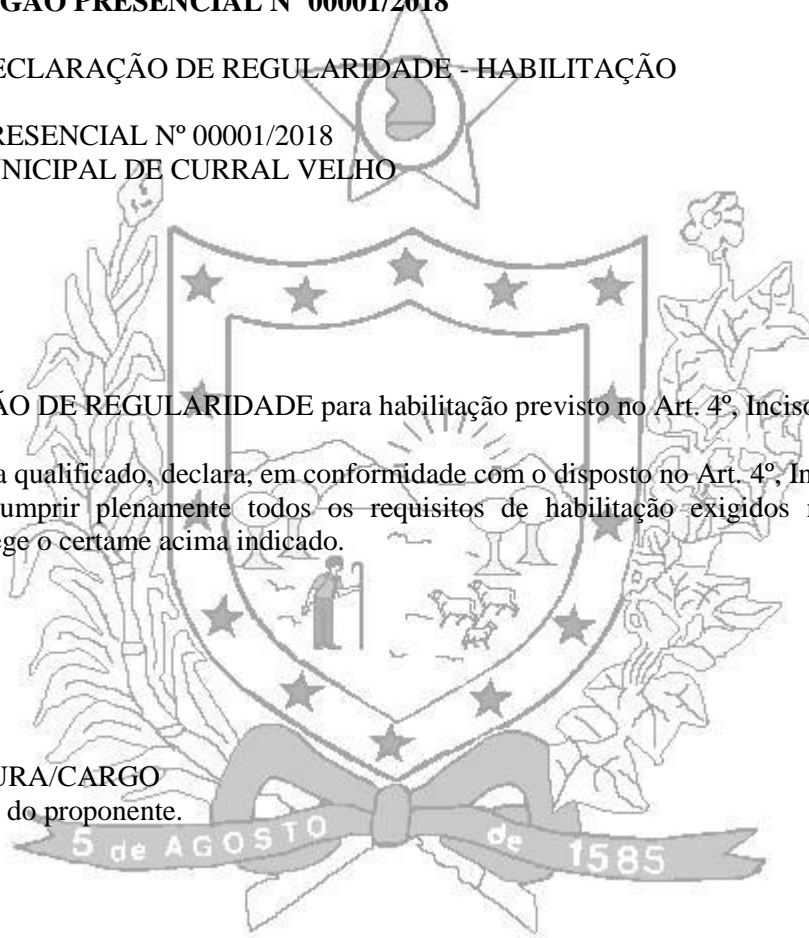 GÃO PRESENCIAL Nº 00001/2018
ECLARAÇÃO DE REGULARIDADE - HABILITAÇÃO
RESENCIAL Nº 00001/2018
UNICIPAL DE CURRAL VELHO
ÃO DE REGULARIDADE para habilitação previsto no Art. 4º, Inciso
a qualificado, declara, em conformidade com o disposto no Art. 4º, In
umprir plenamente todos os requisitos de habilitação exigidos
ege o certame acima indicado.
URA/CARGO
do proponente.
5 de AGOSTO de 1585